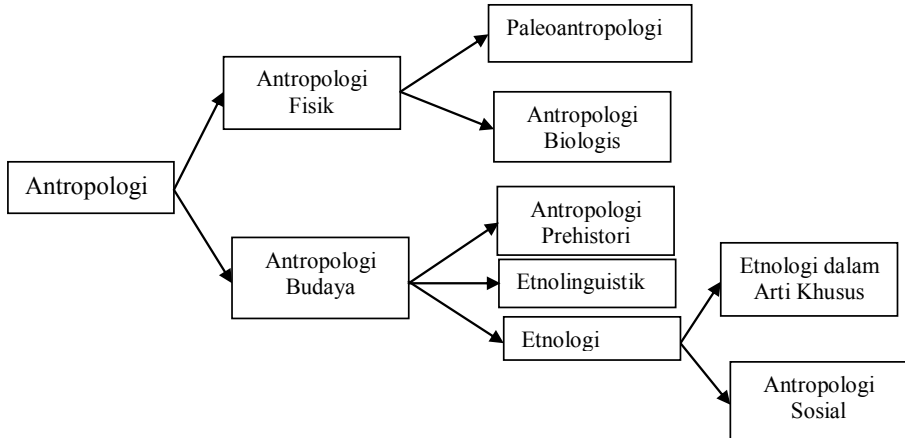 Antropologi
Antropologi
Fisik
Paleoantropologi
Antropologi
Biologis
Antropologi
Budaya
Antropologi
Prehistori
Etnolinguistik
Etnologi
Etnologi dalam
Arti Khusus
Antropologi
Sosial